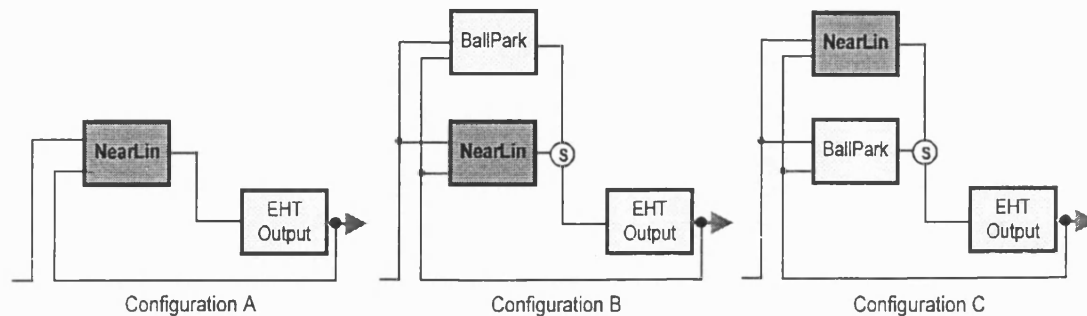 NearLin
EHT
Output
Configuration A
BallPark
NearLin
S
EHT
Output
Configuration B
NearLin
BallPark
S
EHT
Output
Configuration C